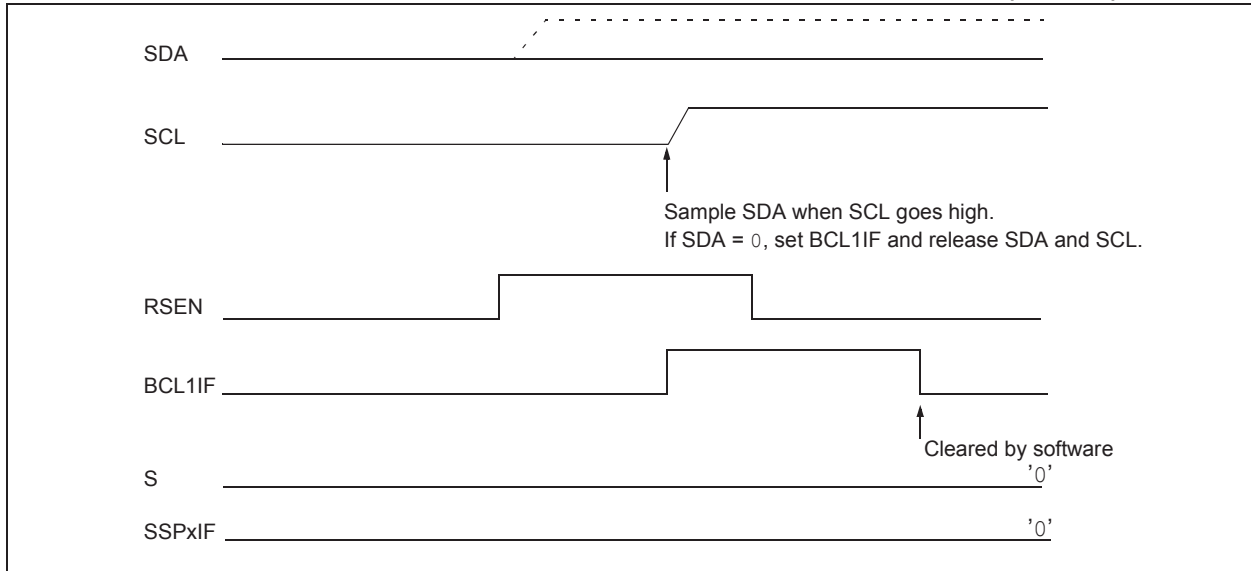 SDA
SCL
Sample SDA when SCL goes high.
If SDA = 0, set BCL1IF and release SDA and SCL.
RSEN
BCL1IF
Cleared by software
S
'0'
SSPxIF
'0'